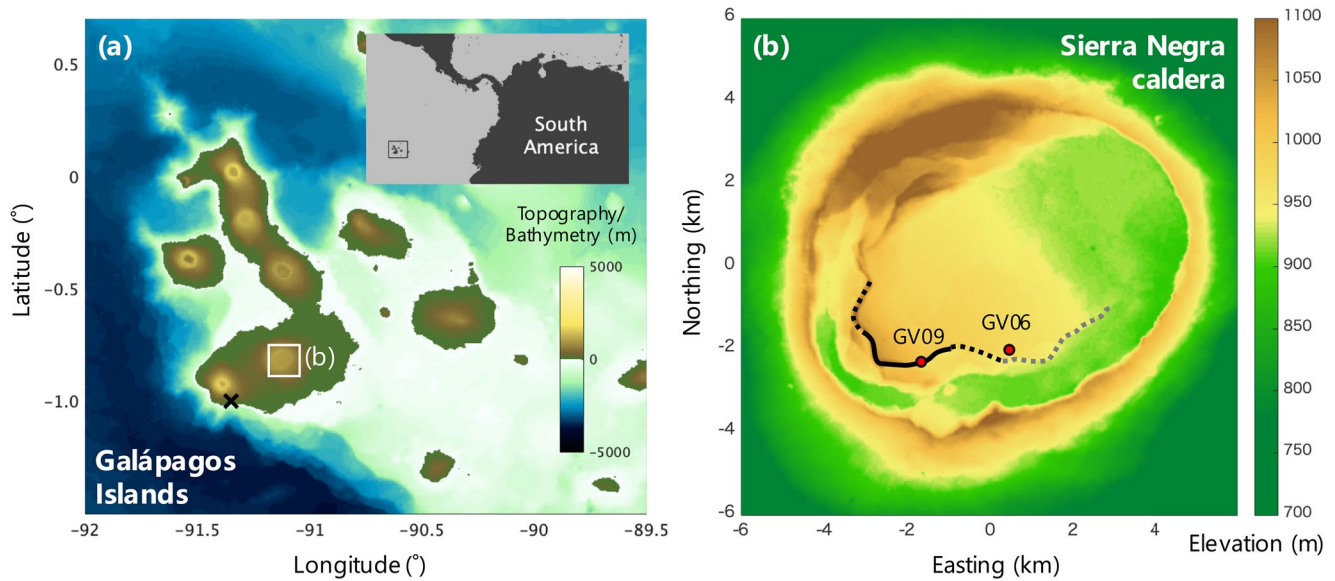 (a)
South
America
Topography/
Bathymetry (m)
5000
0
−5000
(b)
Galápagos
Islands
0.5
0
−0.5
−1.0
Latitude (˚)
−92
−91.5
−91
−90.5
−90
−89.5
Longitude (˚)
(b)
Sierra Negra
caldera
GV09
GV06
6
4
2
0
-2
-4
-6
Northing (km)
-6
-4
-2
0
2
4
Easting (km)
1100
1050
1000
950
900
850
800
750
700
Elevation (m)